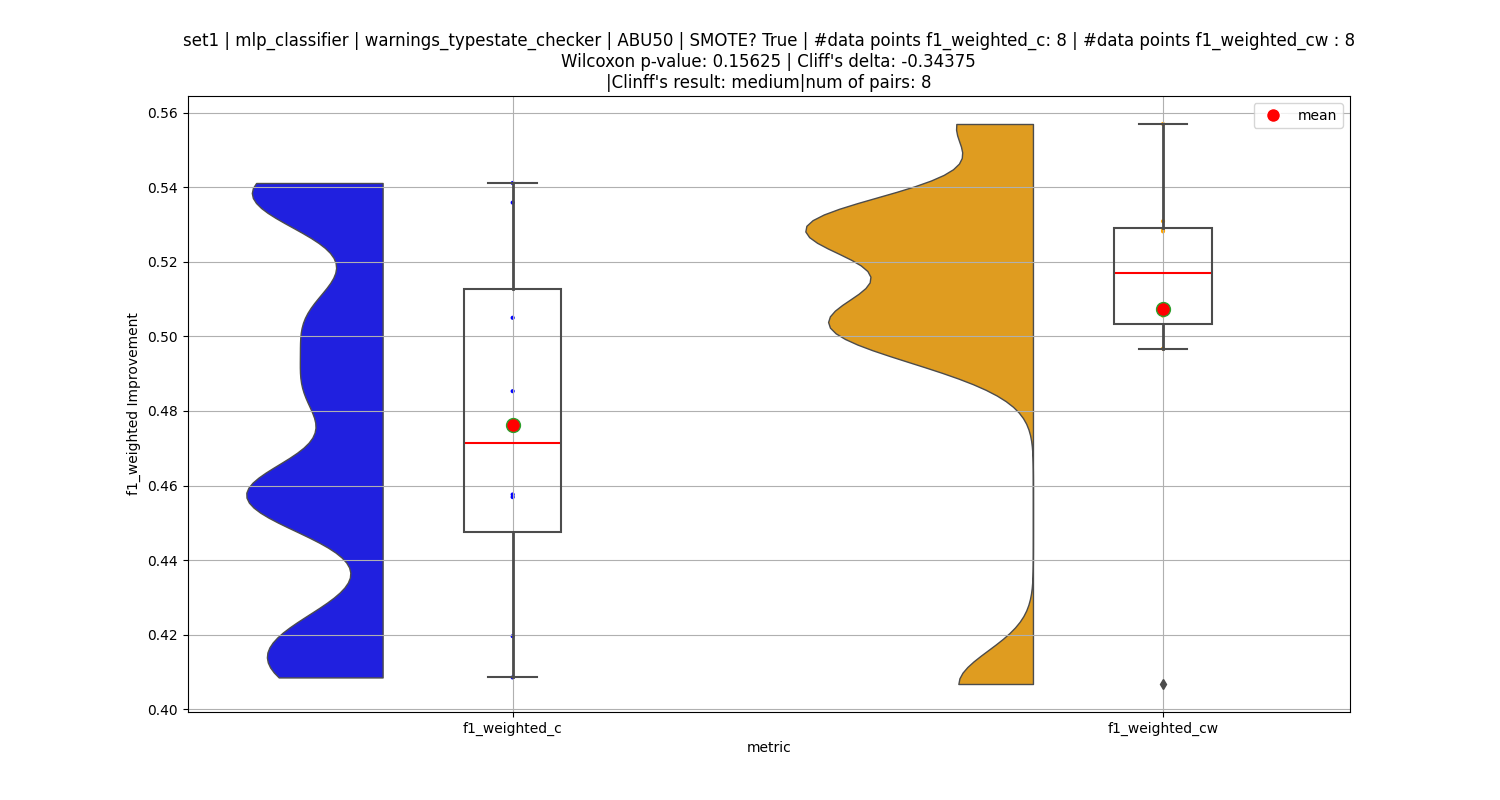 set1 | mlp_classifier | warnings_typestate_checker | ABU50 | SMOTE? True | #data points f1_weighted_c: 8 | #data points f1_weighted_cw : 8
Wilcoxon p-value: 0.15625 | Cliff's delta: -0.34375
|Clinff's result: medium|num of pairs: 8
mean
0.56
0.54
0.52
0.50
0.48
0.46
0.44
0.42
0.40
f1_weighted Improvement
f1_weighted_c
f1_weighted_cw
metric